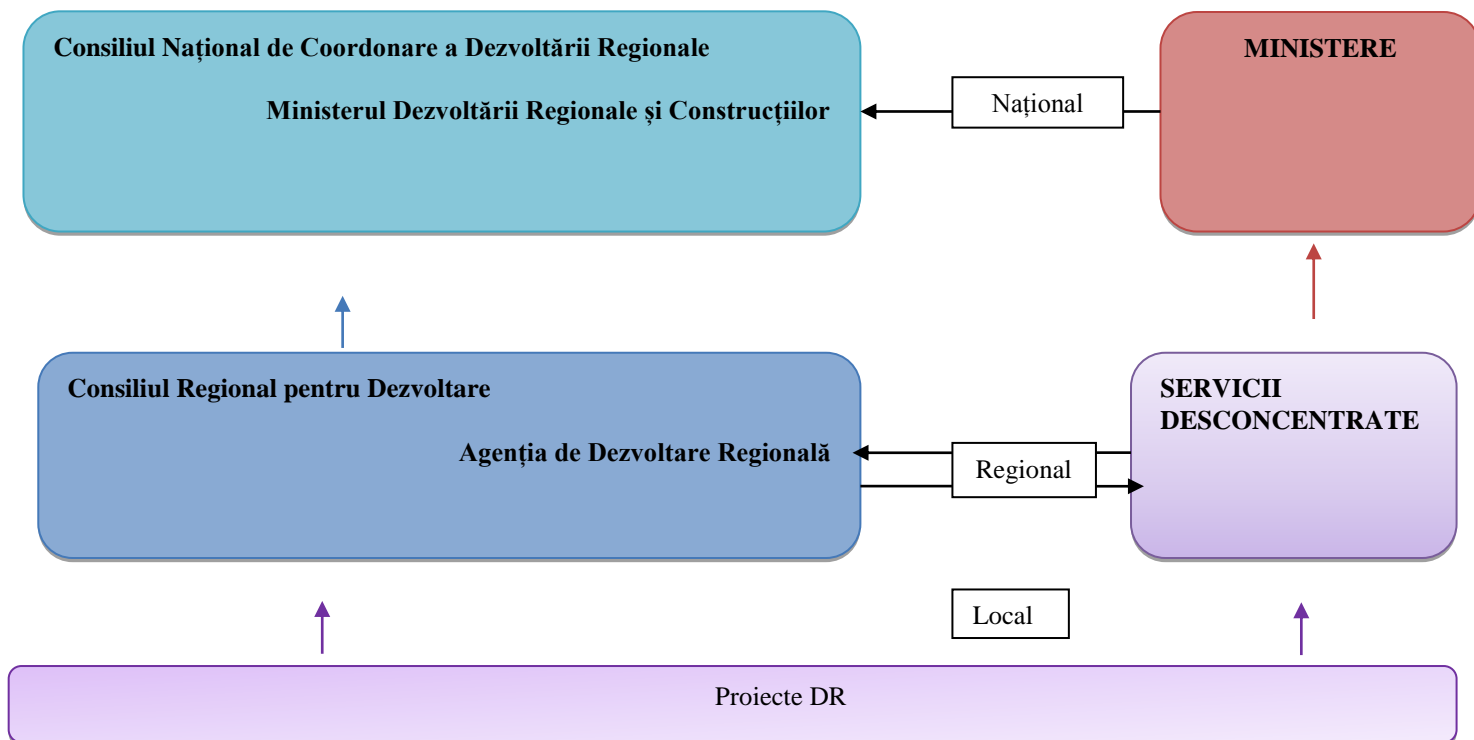 Consiliul Național de Coordonare a Dezvoltării Regionale
Ministerul Dezvoltării Regionale și Construcțiilor
Național
MINISTERE
Consiliul Regional pentru Dezvoltare
Agenția de Dezvoltare Regională
Regional
SERVICII
DESCONCENTRATE
Local
Proiecte DR